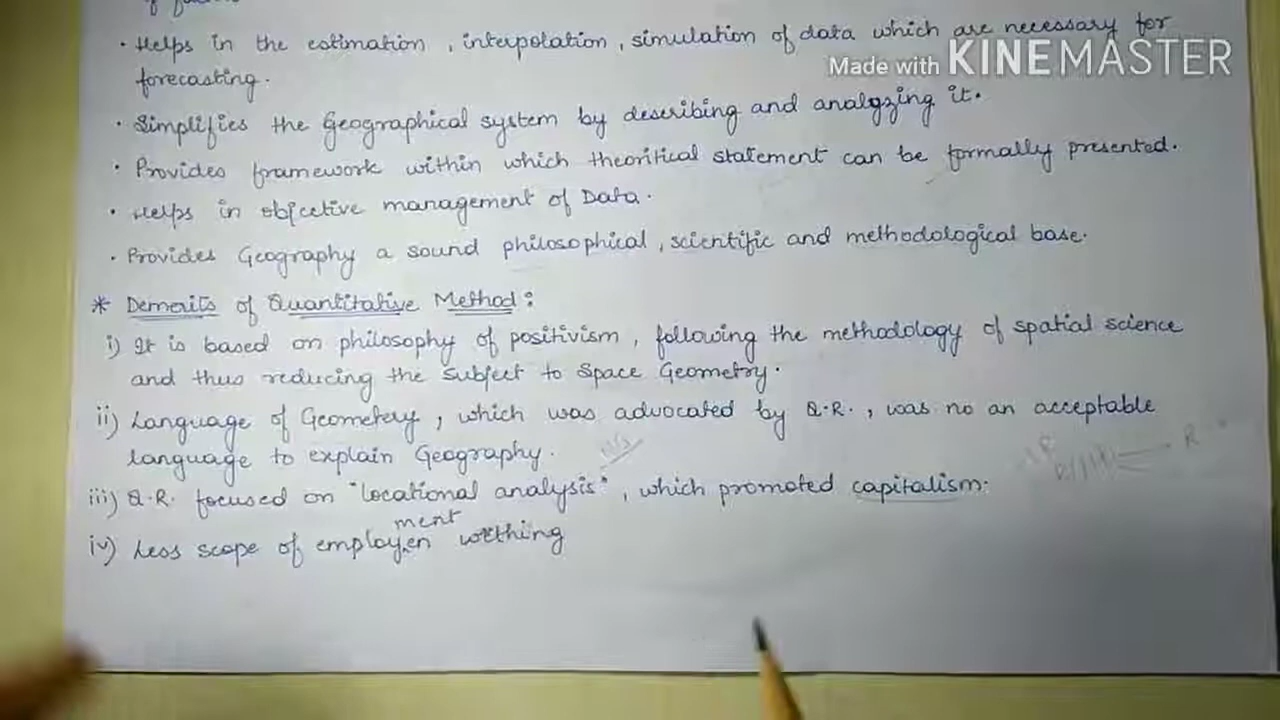 of
• Helps in the estimation , interpolation , simulation of data which are necessary for
forecasting.
Made with KINEMASTER
• Simplifies the Geographical system by describing and analyzing it.
• Provides framework within which theoritical statement can be formally presented.
• Helps in objective management of Data.
• Provides Geography a sound philosophical , scientific and methodological base.
* Demerits of Quantitative Method :
i) It is based on philosophy of positivism , following the methodology of spatial science
and thus reducing the subject to Space Geometry.
ii) Language of Geometery , which was advocated by Q.R. , was no an acceptable
language to explain Geography.
iii) Q.R. focused on "locational analysis" , which promoted capitalism.
ment
iv) Less scope of employen